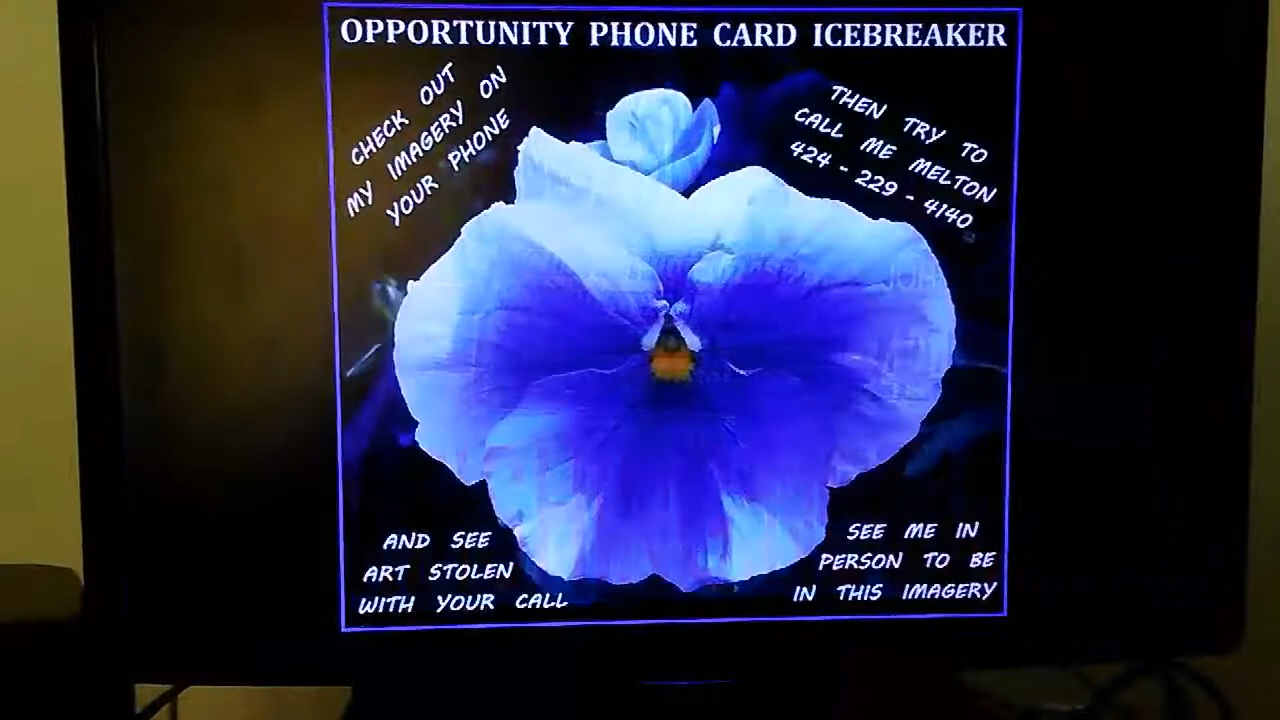 OPPORTUNITY PHONE CARD ICEBREAKER
CHECK OUT
MY IMAGERY ON
YOUR PHONE
THEN TRY TO
CALL ME MELTON
424 - 229 - 4140
AND SEE
ART STOLEN
WITH YOUR CALL
SEE ME IN
PERSON TO BE
IN THIS IMAGERY